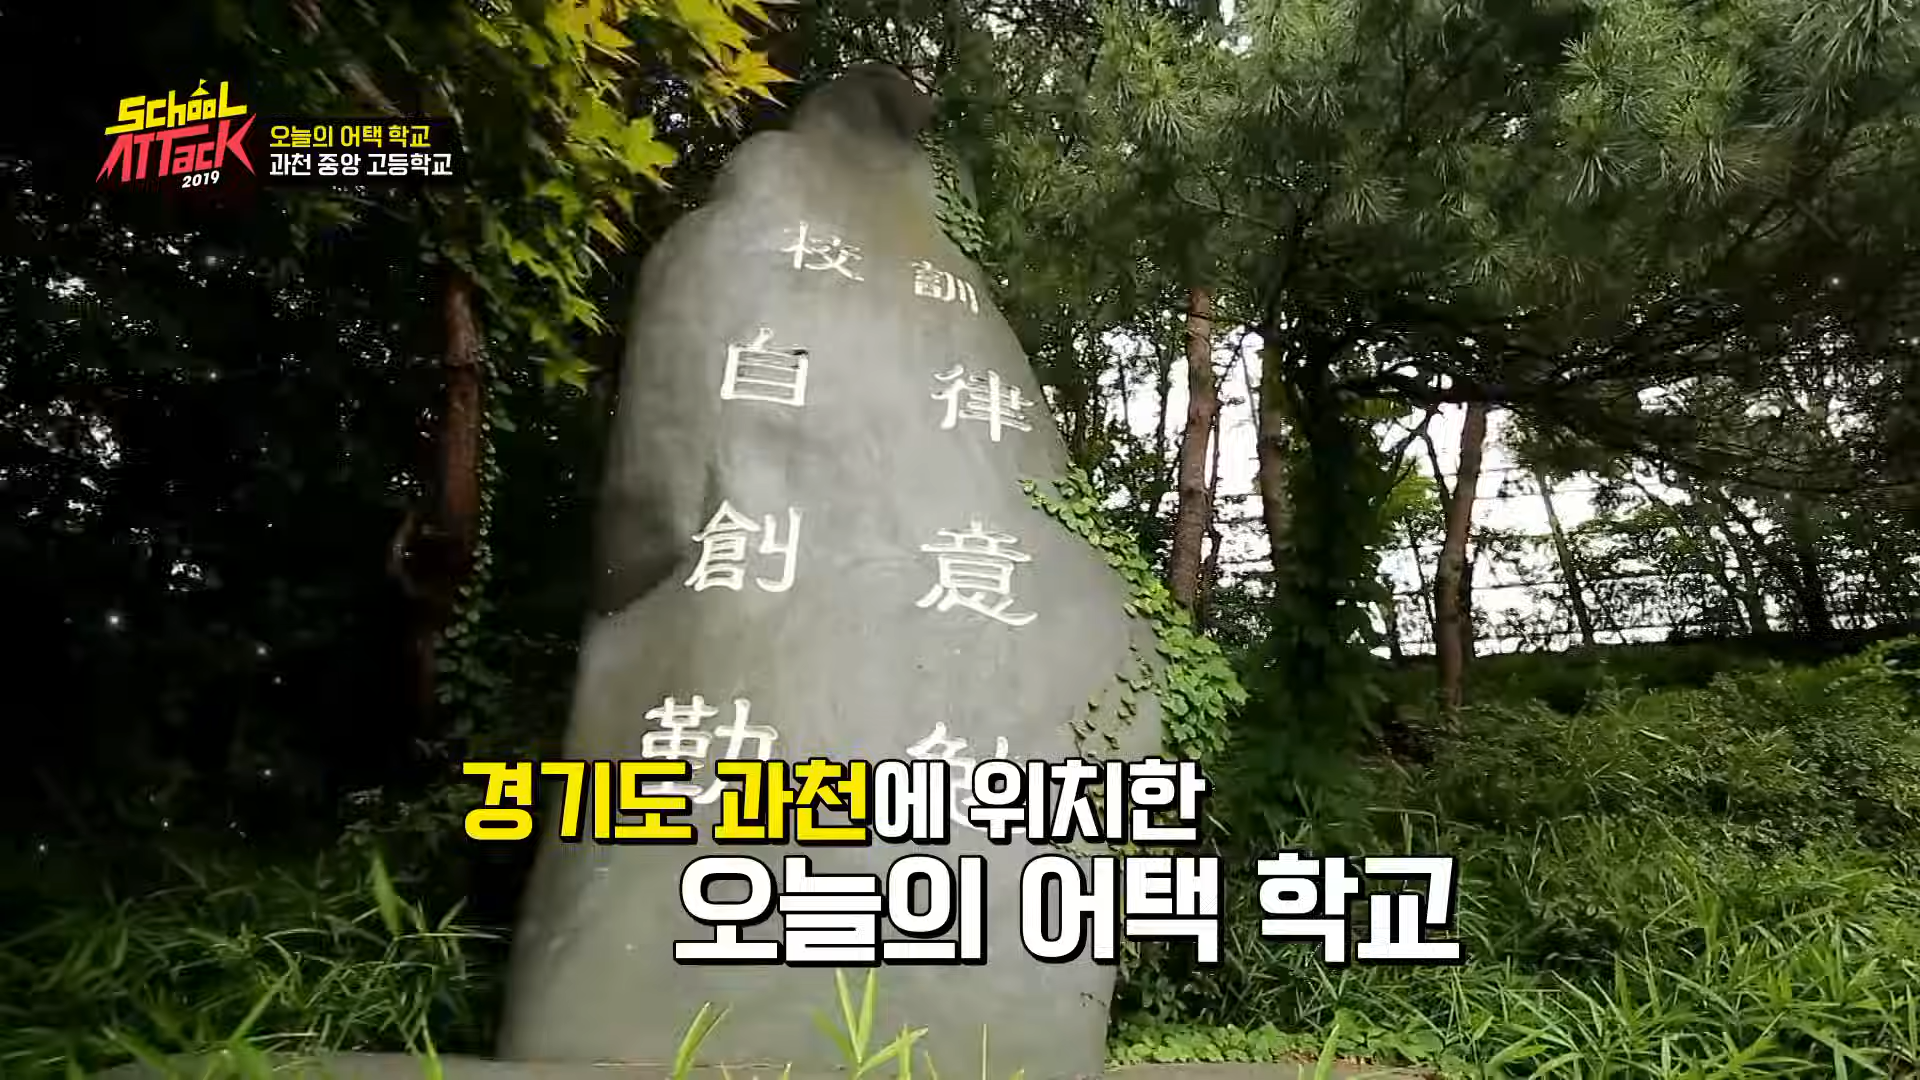 SchooL
ATTacK
2019
오늘의 어택 학교
과천 중앙 고등학교
校訓
自律
創意
勤勉
경기도 과천에 위치한
오늘의 어택 학교